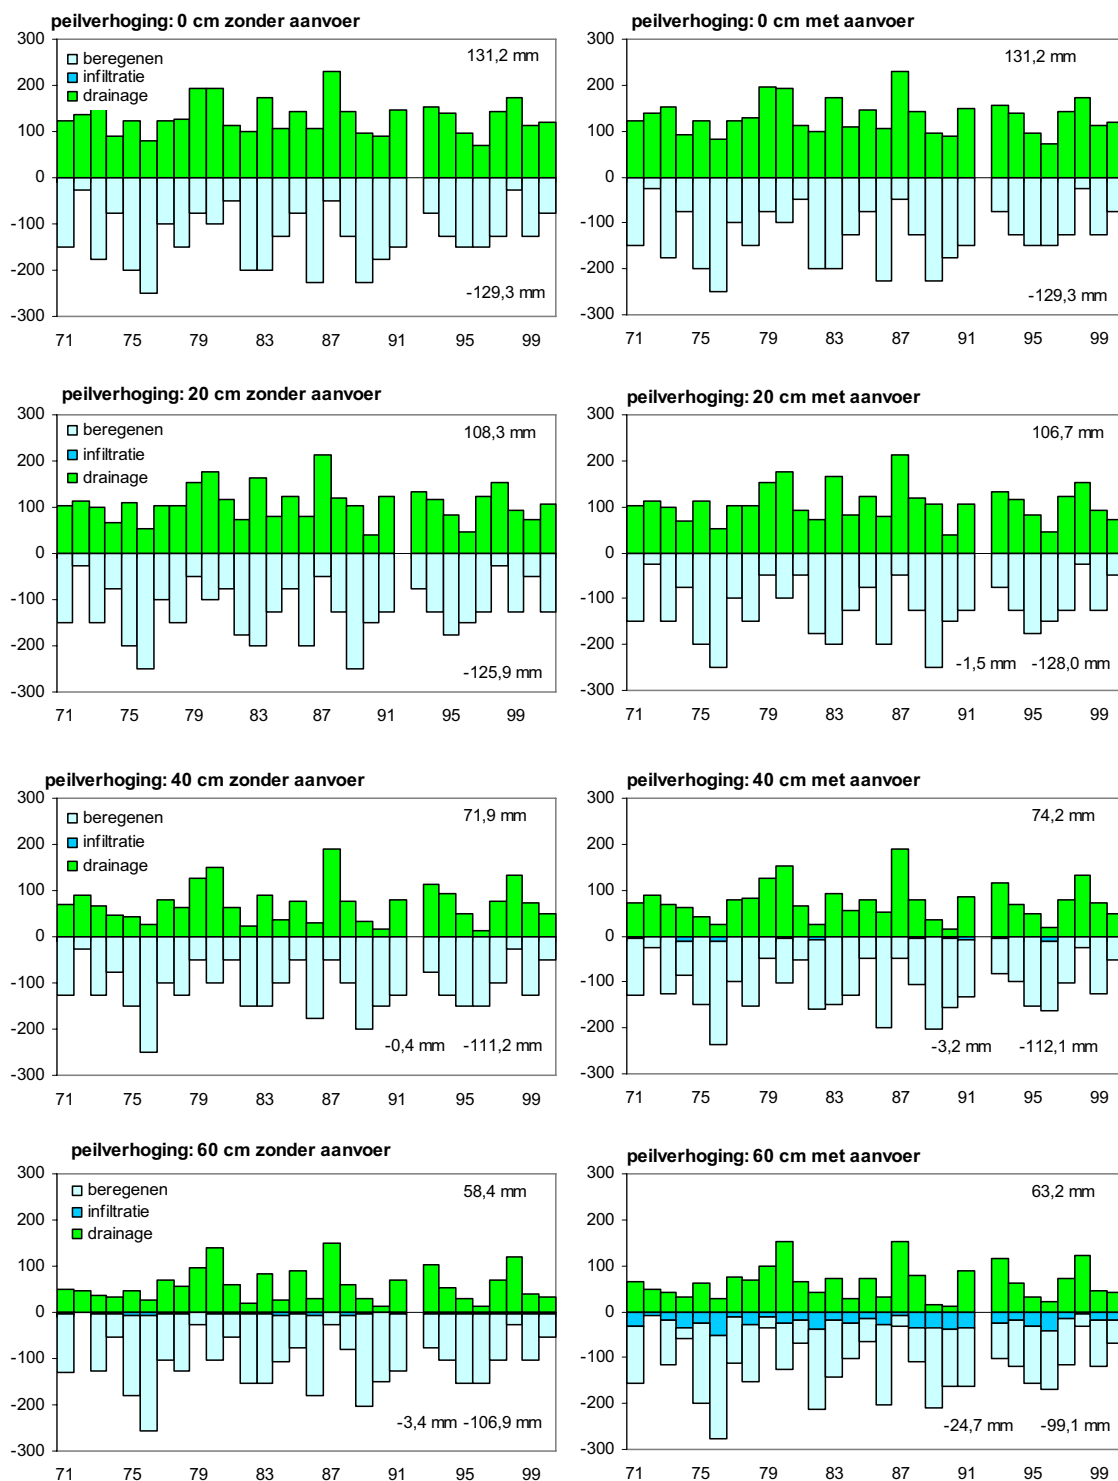 peilverhoging: 0 cm zonder aanvoer
300
200
100
0
-100
-200
-300
beregenen
infiltratie
drainage
131,2 mm
-129,3 mm
71 75 79 83 87 91 95 99
peilverhoging: 0 cm met aanvoer
300
200
100
0
-100
-200
-300
131,2 mm
-129,3 mm
71 75 79 83 87 91 95 99
peilverhoging: 20 cm zonder aanvoer
300
200
100
0
-100
-200
-300
beregenen
infiltratie
drainage
108,3 mm
-125,9 mm
71 75 79 83 87 91 95 99
peilverhoging: 20 cm met aanvoer
300
200
100
0
-100
-200
-300
106,7 mm
-1,5 mm -128,0 mm
71 75 79 83 87 91 95 99
peilverhoging: 40 cm zonder aanvoer
300
200
100
0
-100
-200
-300
beregenen
infiltratie
drainage
71,9 mm
-0,4 mm -111,2 mm
71 75 79 83 87 91 95 99
peilverhoging: 40 cm met aanvoer
300
200
100
0
-100
-200
-300
74,2 mm
-3,2 mm -112,1 mm
71 75 79 83 87 91 95 99
peilverhoging: 60 cm zonder aanvoer
300
200
100
0
-100
-200
-300
beregenen
infiltratie
drainage
58,4 mm
-3,4 mm -106,9 mm
71 75 79 83 87 91 95 99
peilverhoging: 60 cm met aanvoer
300
200
100
0
-100
-200
-300
63,2 mm
-24,7 mm -99,1 mm
71 75 79 83 87 91 95 99